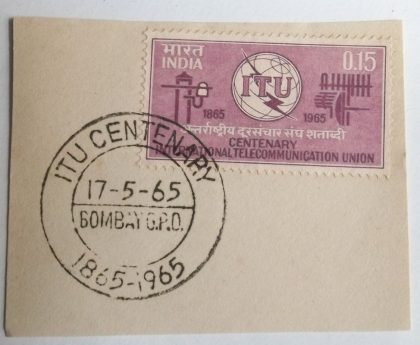 भारत
INDIA
0.15
ITU
1865
1965
अन्तर्राष्ट्रीय दूरसंचार संघ शताब्दी
CENTENARY
INTERNATIONAL TELECOMMUNICATION UNION
ITU CENTENARY
17-5-65
BOMBAY G.P.O.
1865-1965